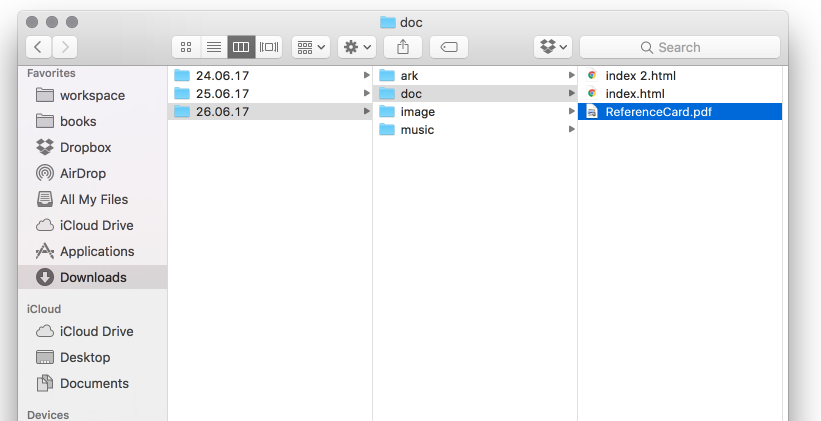 doc
Search
Favorites
workspace
books
Dropbox
AirDrop
All My Files
iCloud Drive
Applications
Downloads
iCloud
iCloud Drive
Desktop
Documents
Devices
24.06.17
25.06.17
26.06.17
ark
doc
image
music
index 2.html
index.html
ReferenceCard.pdf